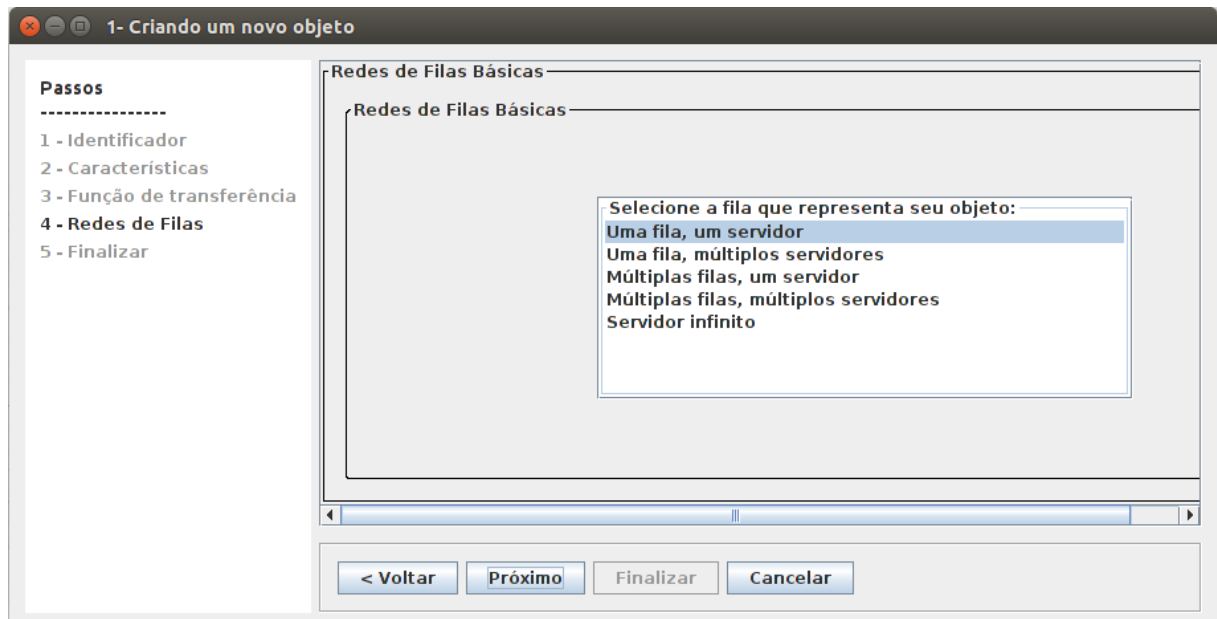 1- Criando um novo objeto
Passos
----------------
1 - Identificador
2 - Características
3 - Função de transferência
4 - Redes de Filas
5 - Finalizar
Redes de Filas Básicas
Redes de Filas Básicas
Selecione a fila que representa seu objeto:
Uma fila, um servidor
Uma fila, múltiplos servidores
Múltiplas filas, um servidor
Múltiplas filas, múltiplos servidores
Servidor infinito
< Voltar
Próximo
Finalizar
Cancelar